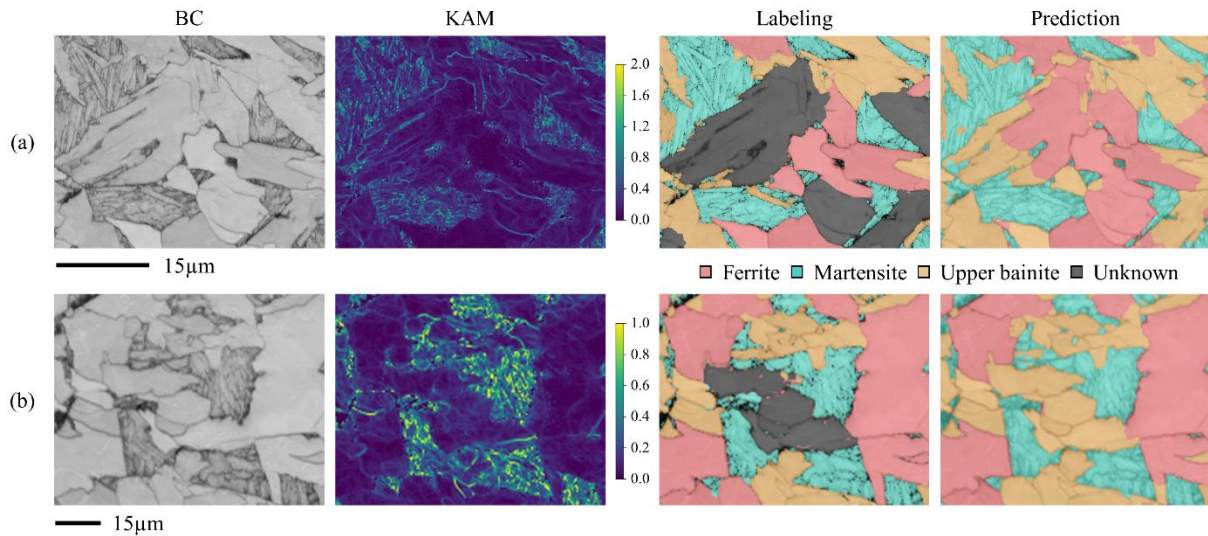 BC KAM Labeling Prediction
(a)
2.0
1.6
1.2
0.8
0.4
0.0
15µm
Ferrite Martensite Upper bainite Unknown
(b)
1.0
0.8
0.6
0.4
0.2
0.0
15µm